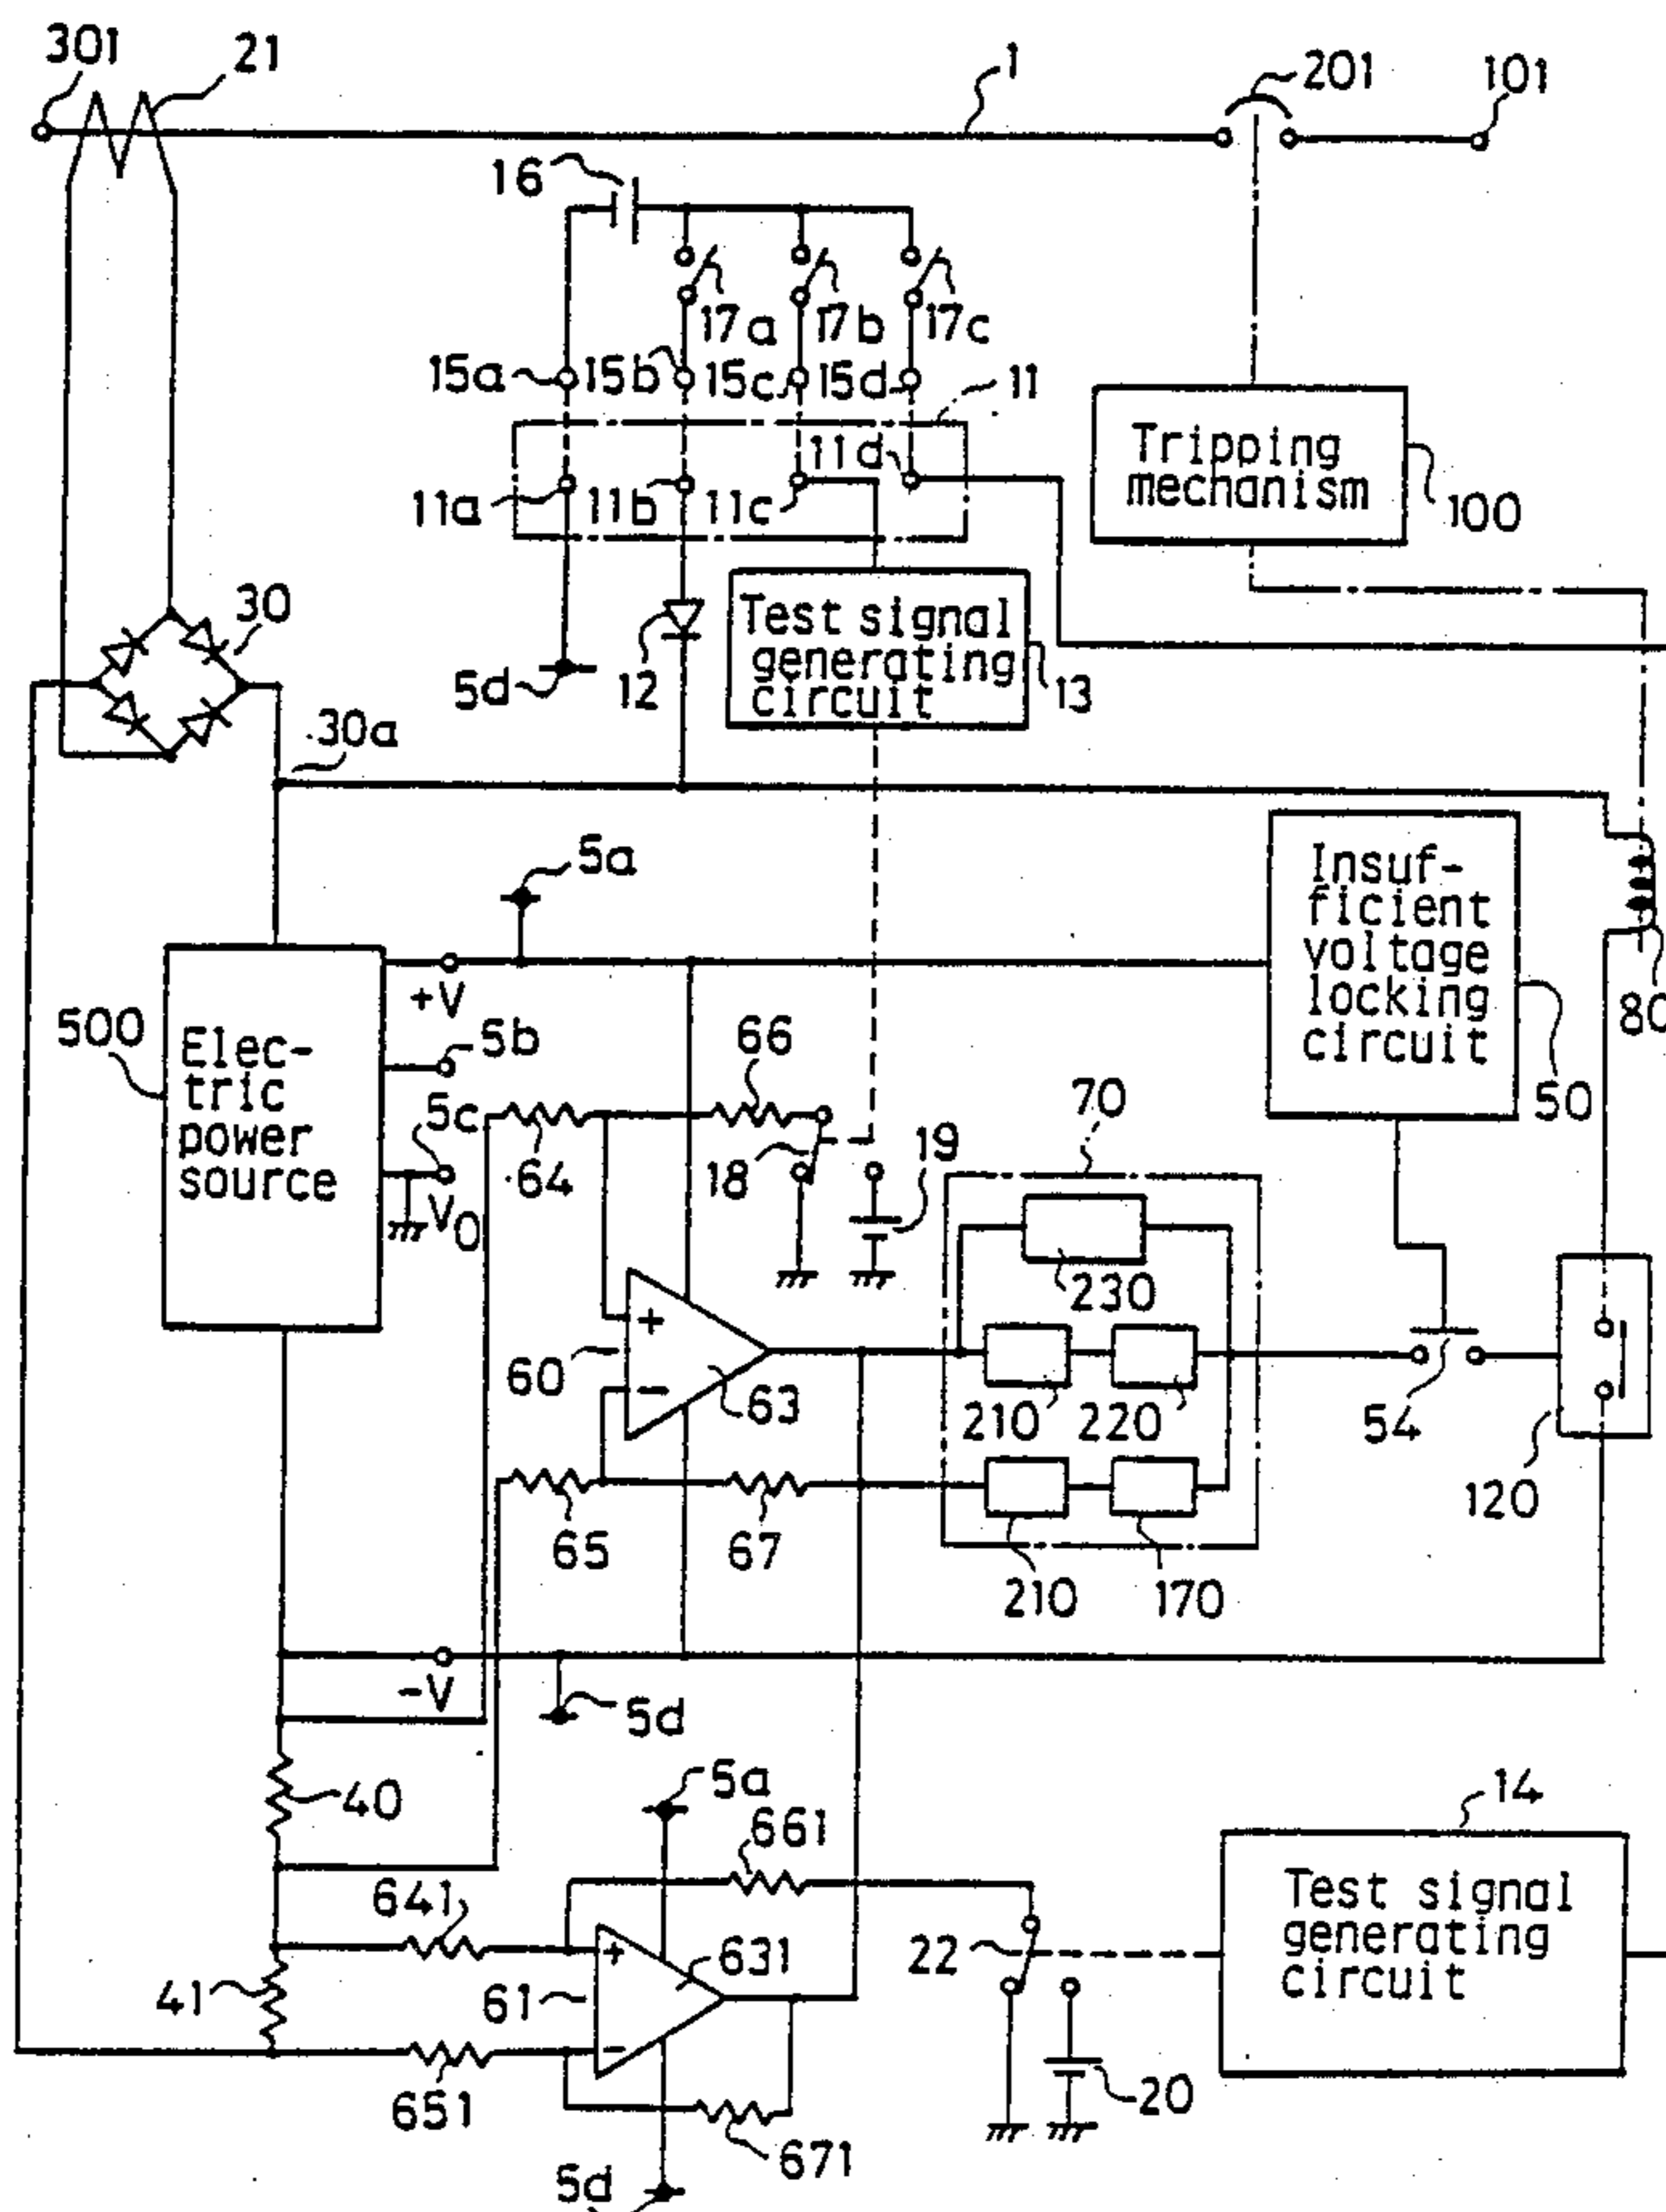 301
21
1
201
101
16
17a
17b
17c
15a
15b
15c
15d
11
11a
11b
11c
11d
Tripping
mechanism
100
30
5d
12
Test signal
generating
circuit
13
30a
5a
Insuf-
ficient
voltage
locking
circuit
50
80
+V
500
Elec-
tric
power
source
5b
5c
V0
66
64
18
19
70
230
60
+
-
63
210
220
54
120
65
67
210
170
-V
5d
40
5a
661
14
Test signal
generating
circuit
641
+
631
22
41
61
-
651
671
20
5d